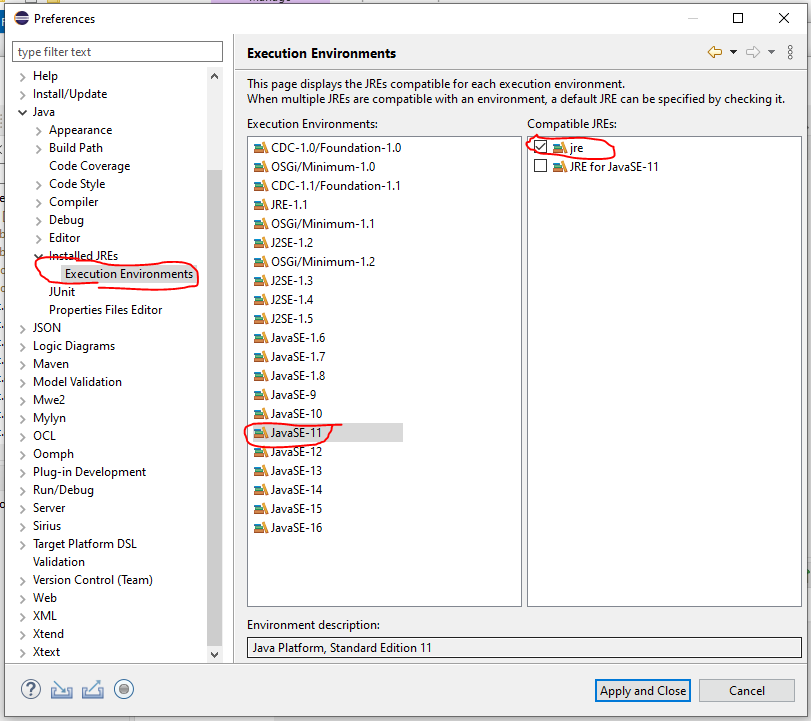 Preferences
type filter text
Help
Install/Update
Java
Appearance
Build Path
Code Coverage
Code Style
Compiler
Debug
Editor
Installed JREs
Execution Environments
JUnit
Properties Files Editor
JSON
Logic Diagrams
Maven
Model Validation
Mwe2
Mylyn
OCL
Oomph
Plug-in Development
Run/Debug
Server
Sirius
Target Platform DSL
Validation
Version Control (Team)
Web
XML
Xtend
Xtext
Execution Environments
This page displays the JREs compatible for each execution environment.
When multiple JREs are compatible with an environment, a default JRE can be specified by checking it.
Execution Environments:
CDC-1.0/Foundation-1.0
OSGi/Minimum-1.0
CDC-1.1/Foundation-1.1
JRE-1.1
OSGi/Minimum-1.1
J2SE-1.2
OSGi/Minimum-1.2
J2SE-1.3
J2SE-1.4
J2SE-1.5
JavaSE-1.6
JavaSE-1.7
JavaSE-1.8
JavaSE-9
JavaSE-10
JavaSE-11
JavaSE-12
JavaSE-13
JavaSE-14
JavaSE-15
JavaSE-16
Compatible JREs:
jre
JRE for JavaSE-11
Environment description:
Java Platform, Standard Edition 11
Apply and Close
Cancel